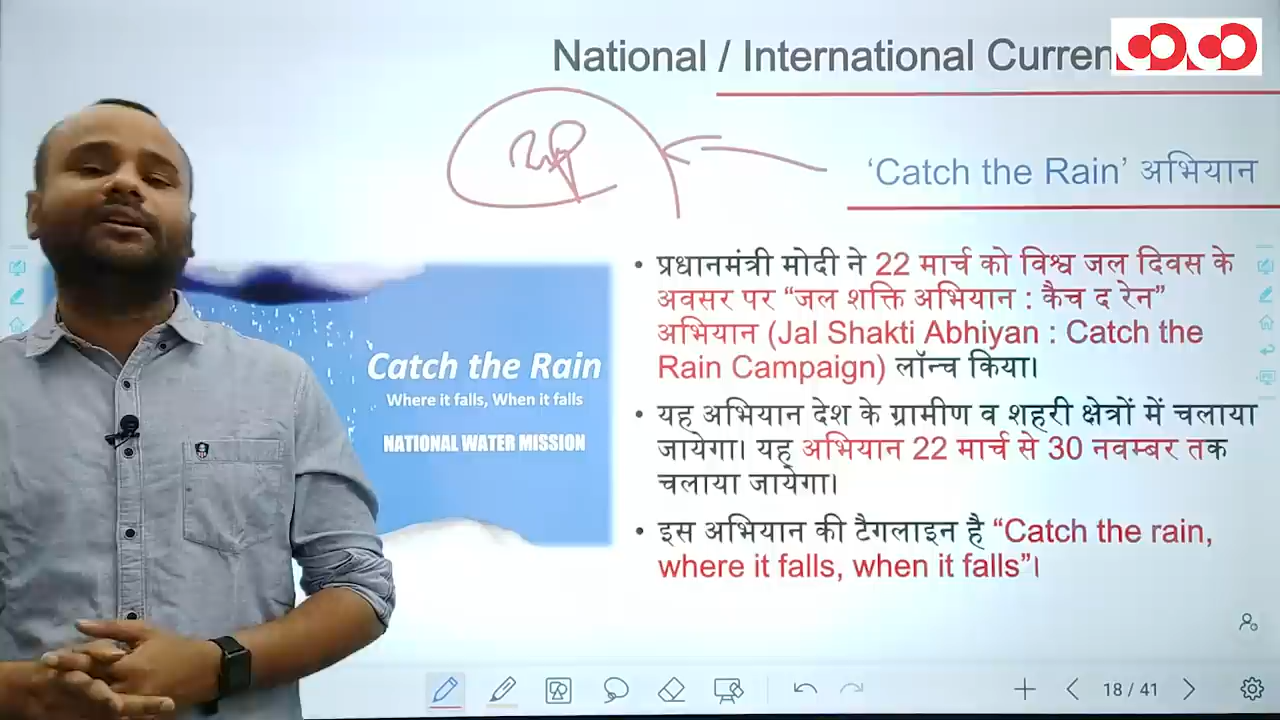 National / International Curren
'Catch the Rain' अभियान
• प्रधानमंत्री मोदी ने 22 मार्च को विश्व जल दिवस के
अवसर पर "जल शक्ति अभियान : कैच द रेन"
अभियान (Jal Shakti Abhiyan : Catch the
Rain Campaign) लॉन्च किया।
• यह अभियान देश के ग्रामीण व शहरी क्षेत्रों में चलाया
जायेगा। यह अभियान 22 मार्च से 30 नवम्बर तक
चलाया जायेगा।
• इस अभियान की टैगलाइन है "Catch the rain,
where it falls, when it falls"।
Catch the Rain
Where it falls, When it falls
NATIONAL WATER MISSION
18 / 41